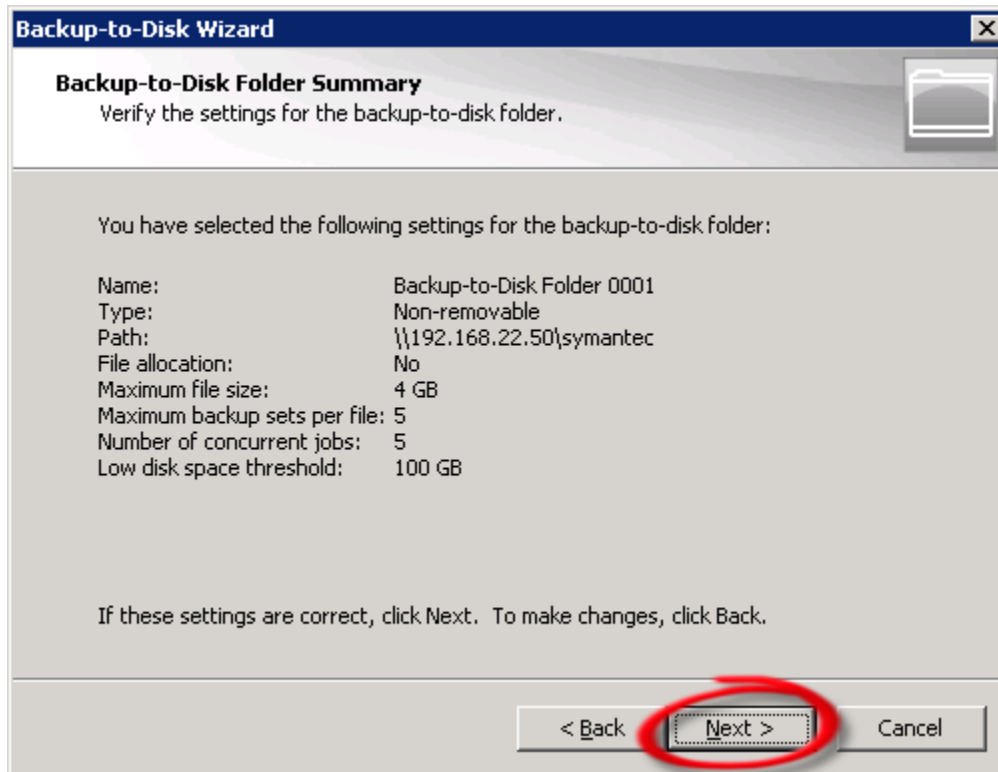 Backup-to-Disk Wizard
Backup-to-Disk Folder Summary
Verify the settings for the backup-to-disk folder.
You have selected the following settings for the backup-to-disk folder:
Name: Backup-to-Disk Folder 0001
Type: Non-removable
Path: \\192.168.22.50\symantec
File allocation: No
Maximum file size: 4 GB
Maximum backup sets per file: 5
Number of concurrent jobs: 5
Low disk space threshold: 100 GB
If these settings are correct, click Next. To make changes, click Back.
< Back Next > Cancel